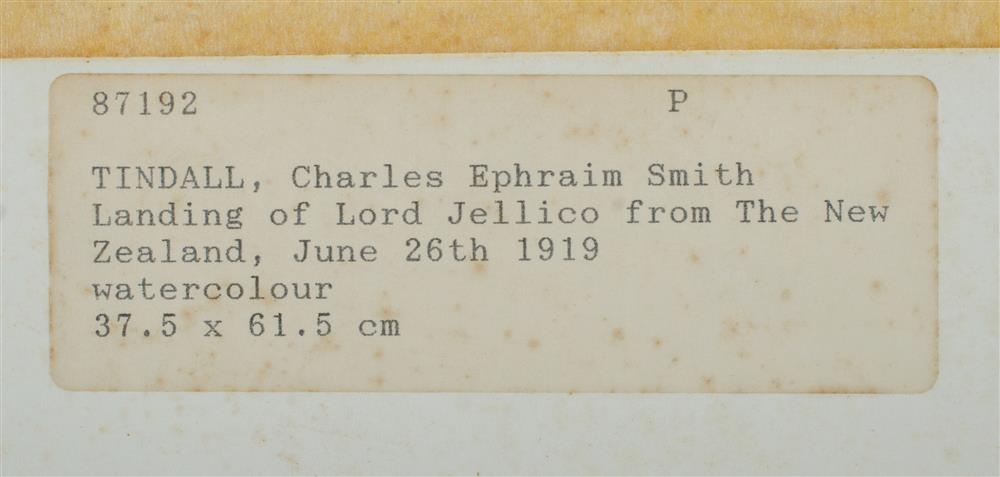 87192 P
TINDALL, Charles Ephraim Smith
Landing of Lord Jellico from The New
Zealand, June 26th 1919
watercolour
37.5 x 61.5 cm